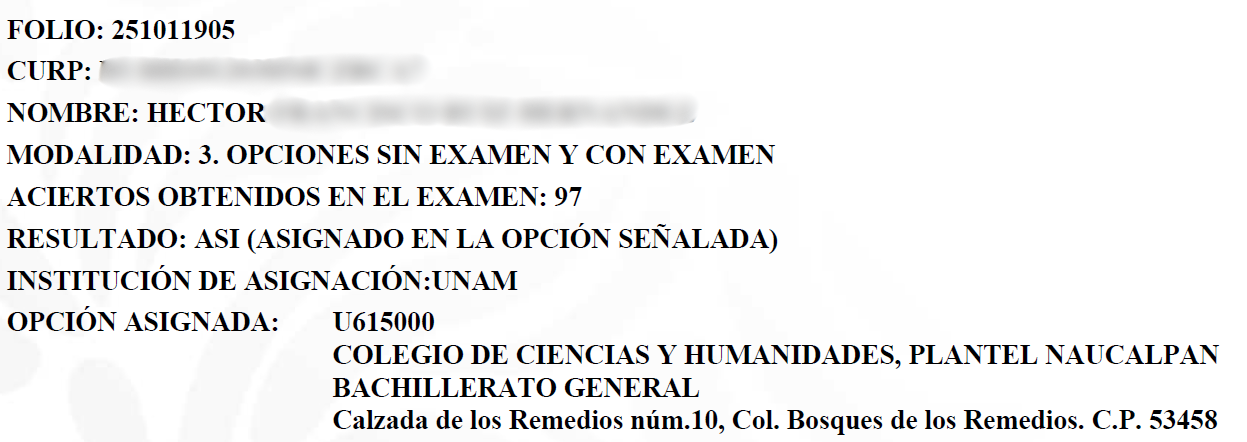 FOLIO: 251011905
CURP:
NOMBRE: HECTOR
MODALIDAD: 3. OPCIONES SIN EXAMEN Y CON EXAMEN
ACIERTOS OBTENIDOS EN EL EXAMEN: 97
RESULTADO: ASI (ASIGNADO EN LA OPCIÓN SEÑALADA)
INSTITUCIÓN DE ASIGNACIÓN:UNAM
OPCIÓN ASIGNADA: U615000
COLEGIO DE CIENCIAS Y HUMANIDADES, PLANTEL NAUCALPAN
BACHILLERATO GENERAL
Calzada de los Remedios núm.10, Col. Bosques de los Remedios. C.P. 53458